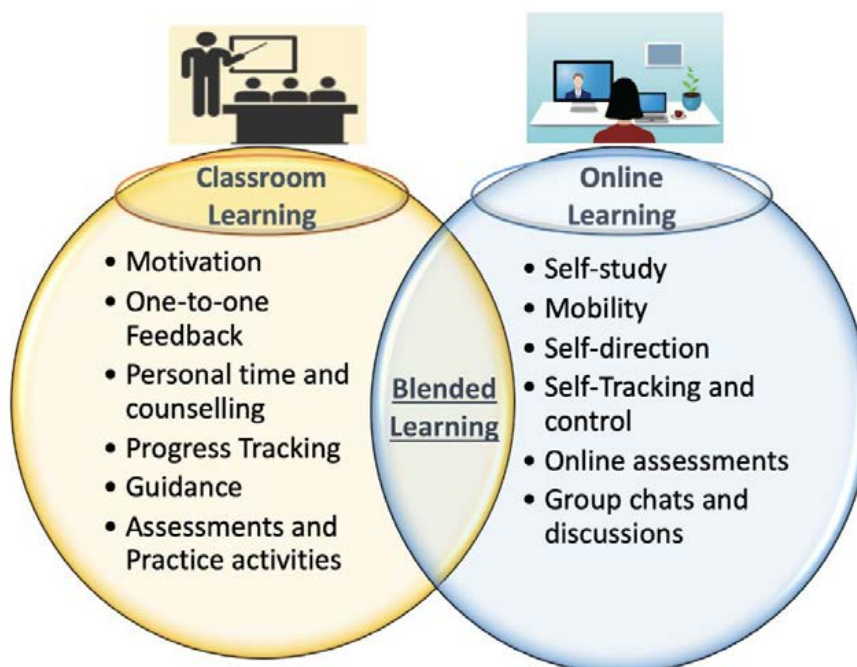 Classroom
Learning
• Motivation
• One-to-one
Feedback
• Personal time and
counselling
• Progress Tracking
• Guidance
• Assessments and
Practice activities
Blended
Learning
Online
Learning
• Self-study
• Mobility
• Self-direction
• Self-Tracking and
control
• Online assessments
• Group chats and
discussions